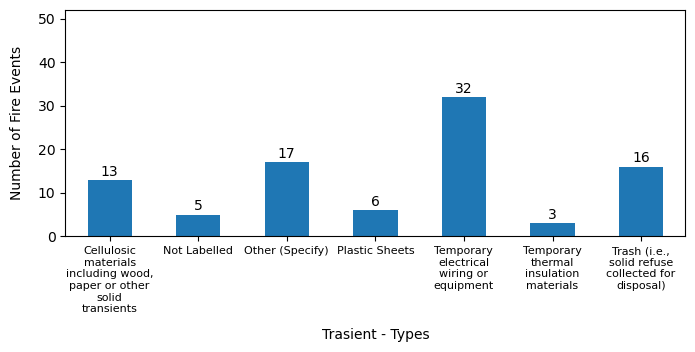 Number of Fire Events
50
40
30
20
10
0
13
5
17
6
32
3
16
Cellulosic
materials
including wood,
paper or other
solid
transients
Not Labelled
Other (Specify)
Plastic Sheets
Temporary
electrical
wiring or
equipment
Temporary
thermal
insulation
materials
Trash (i.e.,
solid refuse
collected for
disposal)
Trasient - Types